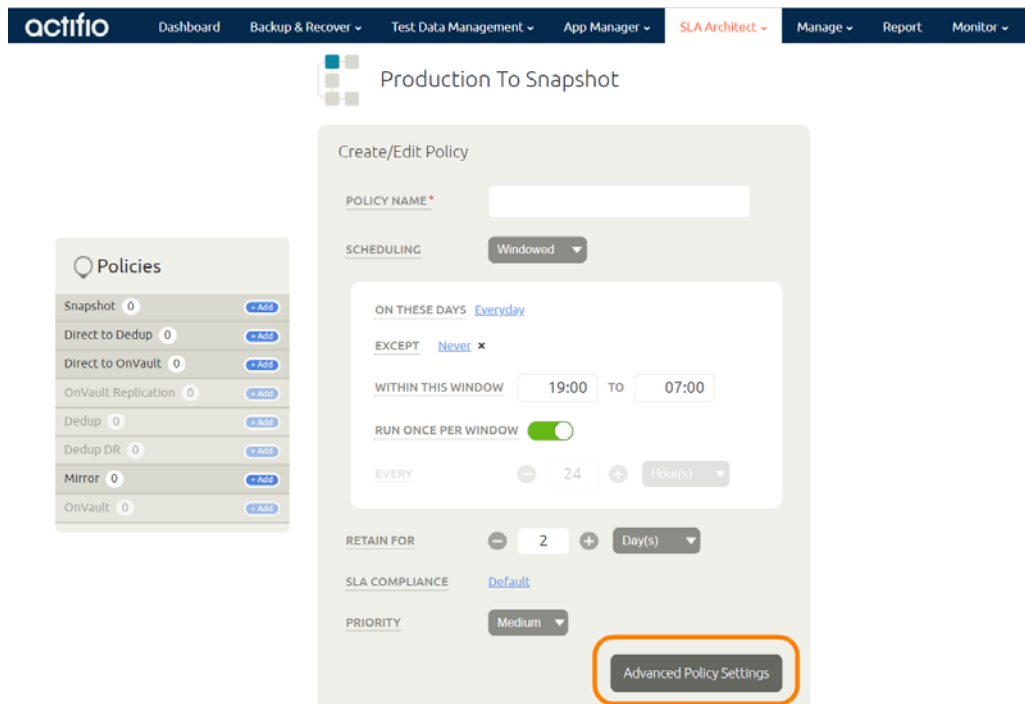 actifio Dashboard Backup & Recover Test Data Management App Manager SLA Architect Manage Report Monitor
Production To Snapshot
Create/Edit Policy
POLICY NAME*
SCHEDULING Windowed
Policies
Snapshot 0 + Add
Direct to Dedup 0 + Add
Direct to OnVault 0 + Add
OnVault Replication 0 + Add
Dedup 0 + Add
Dedup DR 0 + Add
Mirror 0 + Add
OnVault 0 + Add
ON THESE DAYS Everyday
EXCEPT Never ×
WITHIN THIS WINDOW 19:00 TO 07:00
RUN ONCE PER WINDOW
EVERY 24 Hour(s)
RETAIN FOR 2 Day(s)
SLA COMPLIANCE Default
PRIORITY Medium
Advanced Policy Settings